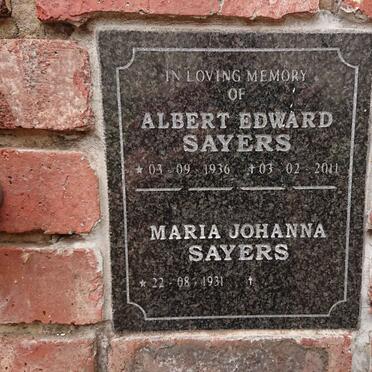 IN LOVING MEMORY
OF
ALBERT EDWARD
SAYERS
★ 03-09-1936 ✝ 03-02-2011
MARIA JOHANNA
SAYERS
★ 22-08-1931 ✝